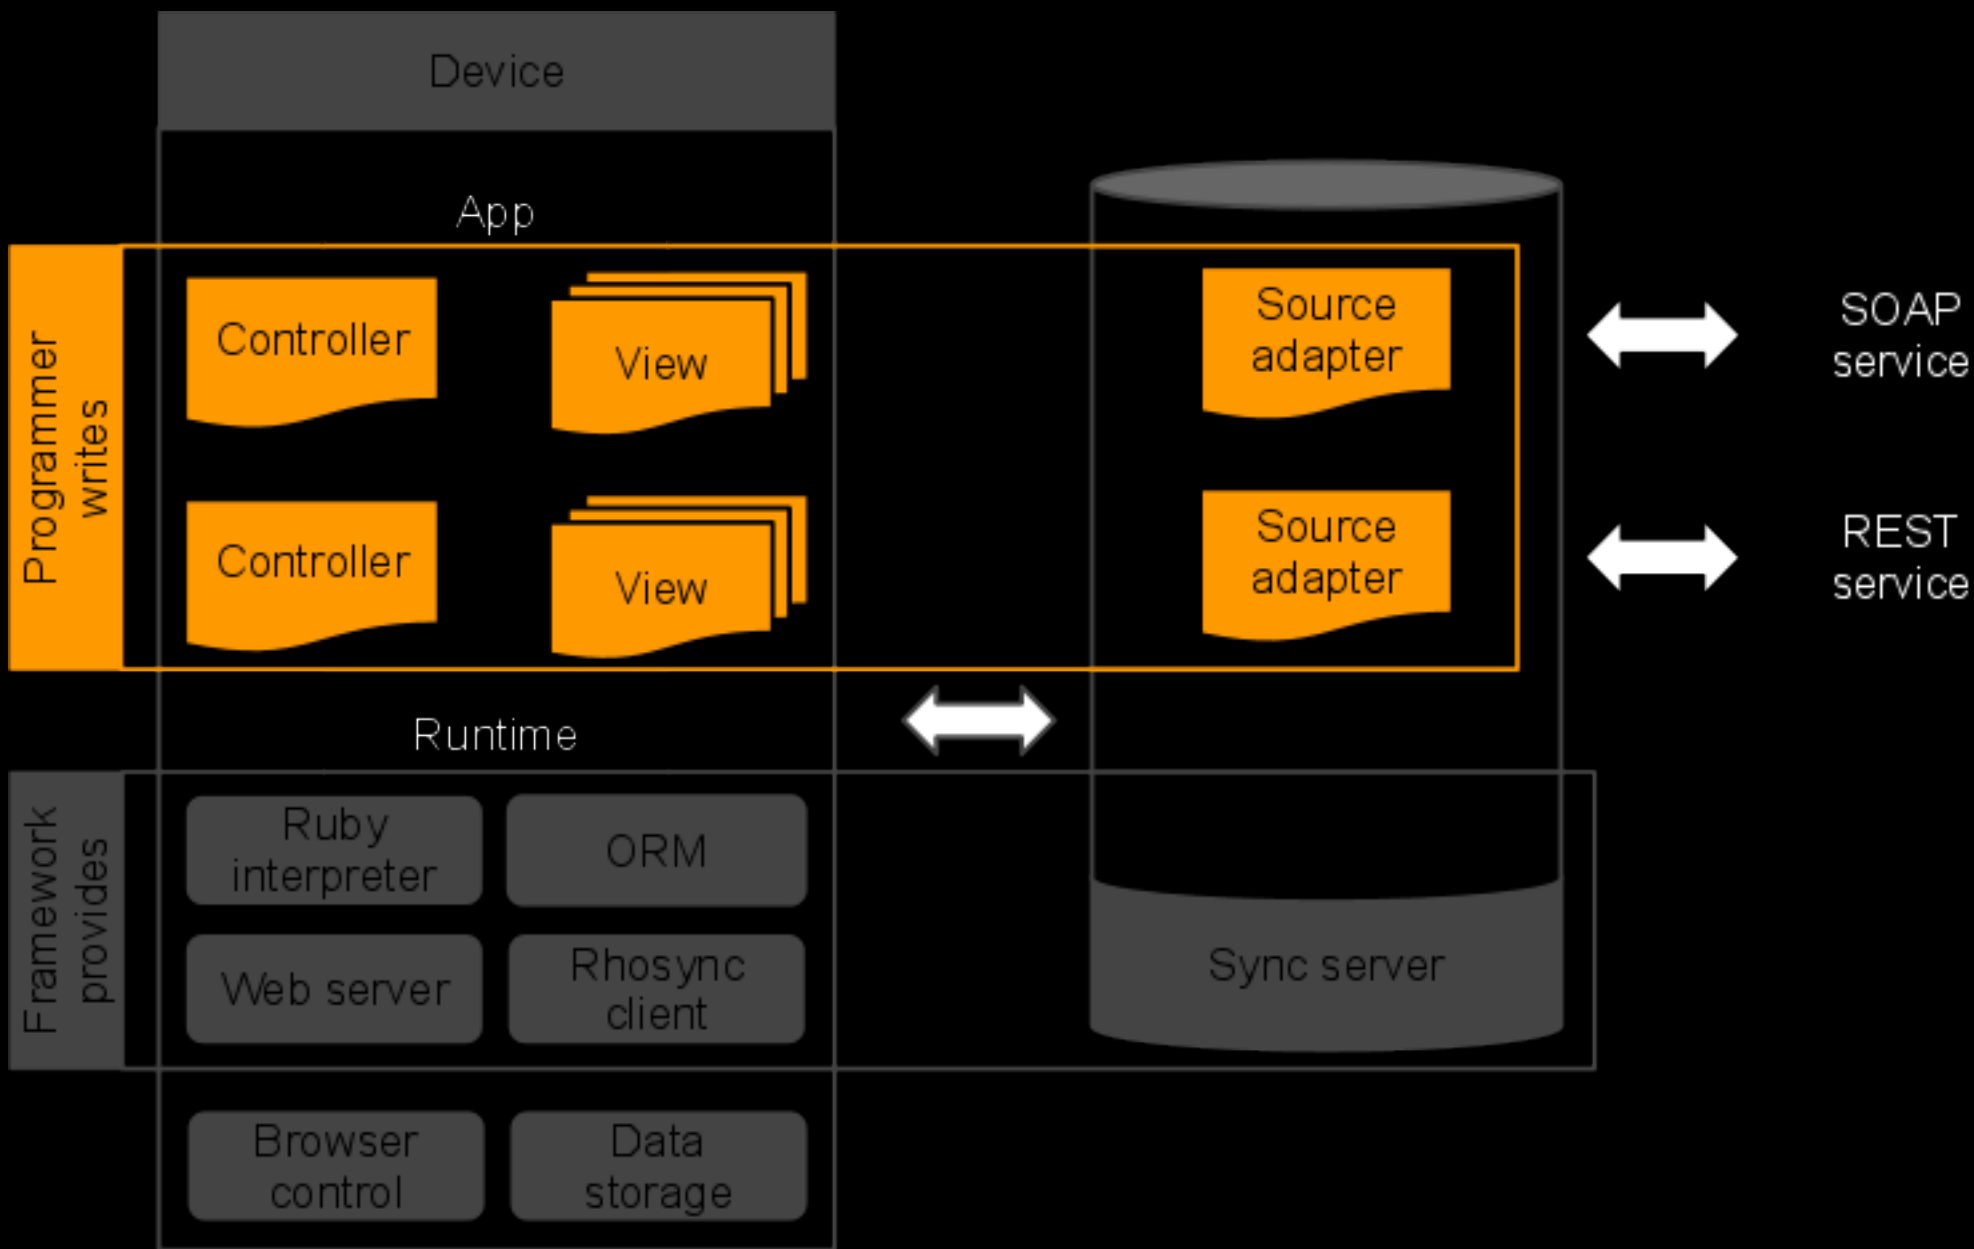 Device
App
Programmer
writes
Controller
View
Source
adapter
SOAP
service
Controller
View
Source
adapter
REST
service
Runtime
Framework
provides
Ruby
interpreter
ORM
Web server
Rhosync
client
Sync server
Browser
control
Data
storage